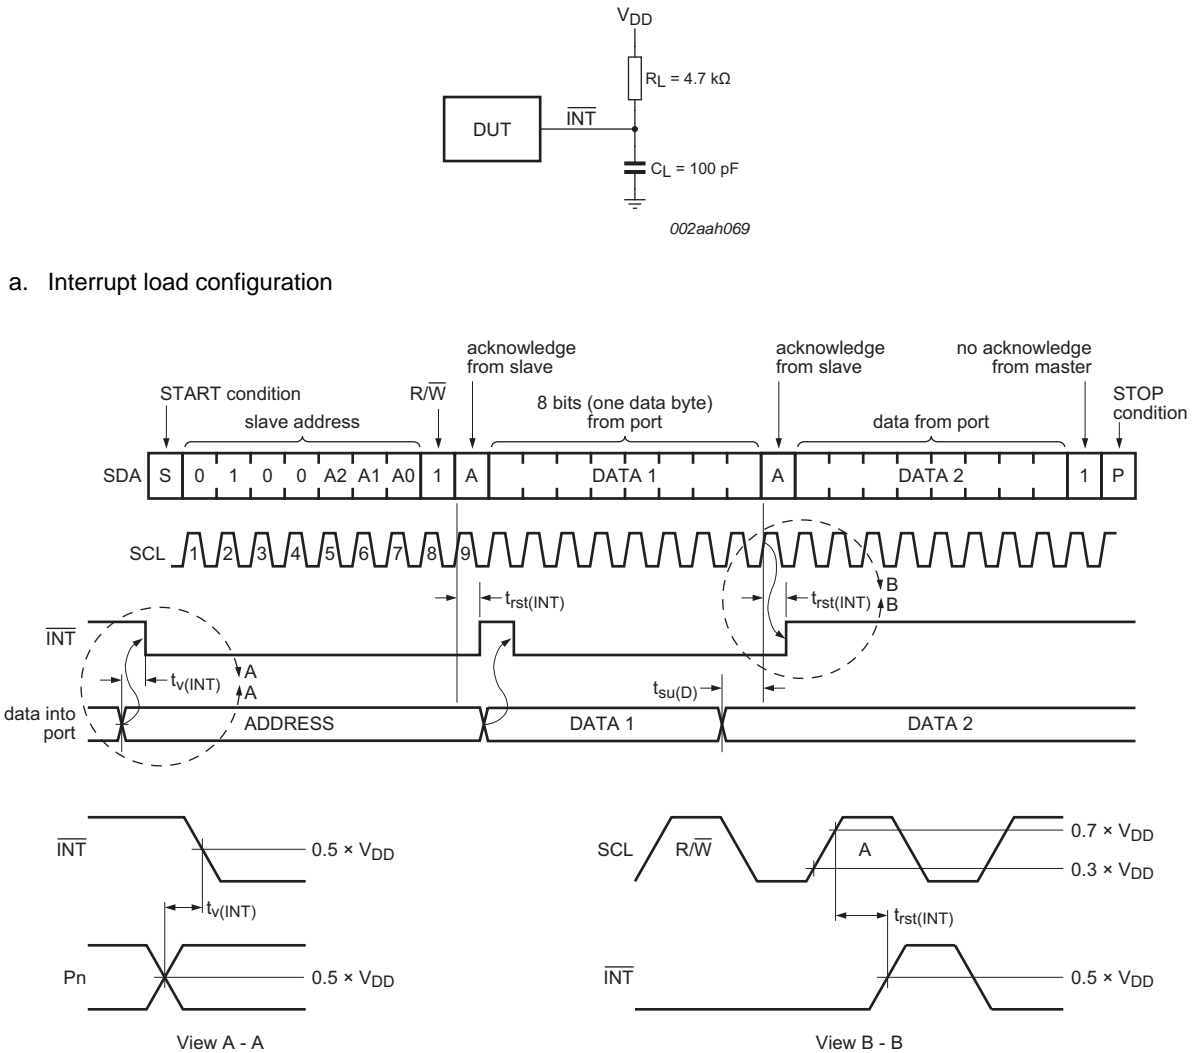 VDD
RL = 4.7 kΩ
DUT
INT
CL = 100 pF
002aah069
a. Interrupt load configuration
acknowledge
from slave
acknowledge
from slave
no acknowledge
from master
START condition
R/W
STOP
condition
slave address
8 bits (one data byte)
from port
data from port
SDA S 0 1 0 0 A2 A1 A0 1 A DATA 1 A DATA 2 1 P
SCL 1 2 3 4 5 6 7 8 9
B
B
trst(INT)
trst(INT)
INT
A
A
tv(INT)
tsu(D)
data into
port
ADDRESS
DATA 1
DATA 2
INT
0.5 × VDD
tv(INT)
Pn
0.5 × VDD
View A - A
SCL
R/W
A
0.7 × VDD
0.3 × VDD
trst(INT)
INT
0.5 × VDD
View B - B